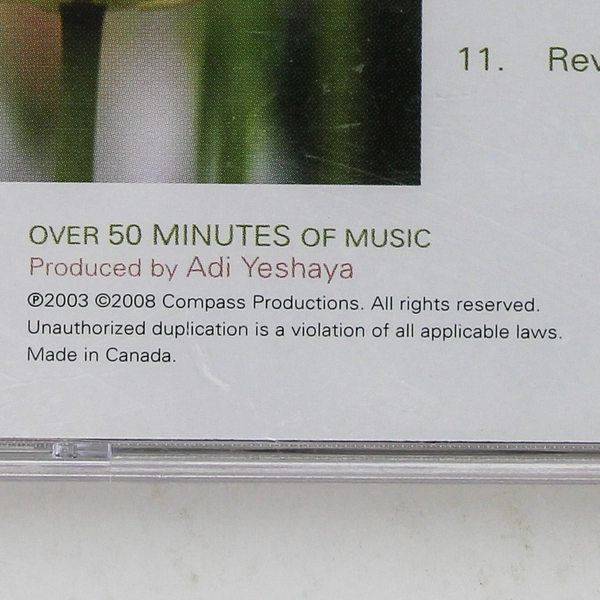 11. Rev
OVER 50 MINUTES OF MUSIC
Produced by Adi Yeshaya
℗2003 ©2008 Compass Productions. All rights reserved.
Unauthorized duplication is a violation of all applicable laws.
Made in Canada.